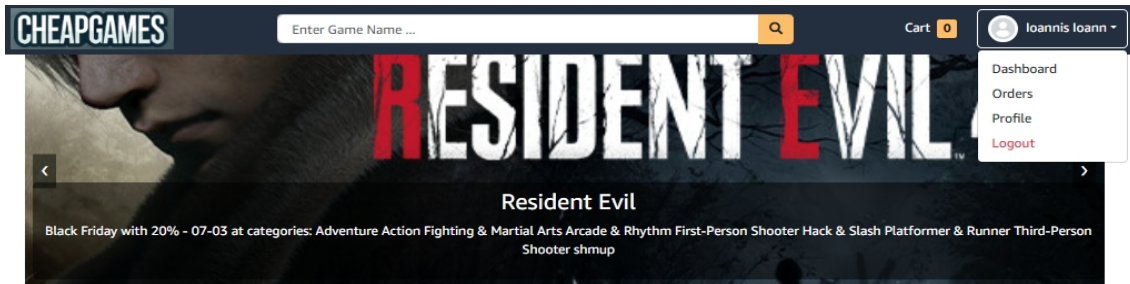 CHEAPGAMES
Enter Game Name ...
Cart 0
Ioannis Ioann
Dashboard
Orders
Profile
Logout
RESIDENT EVIL 4
Resident Evil
Black Friday with 20% - 07-03 at categories: Adventure Action Fighting & Martial Arts Arcade & Rhythm First-Person Shooter Hack & Slash Platformer & Runner Third-Person
Shooter shmup